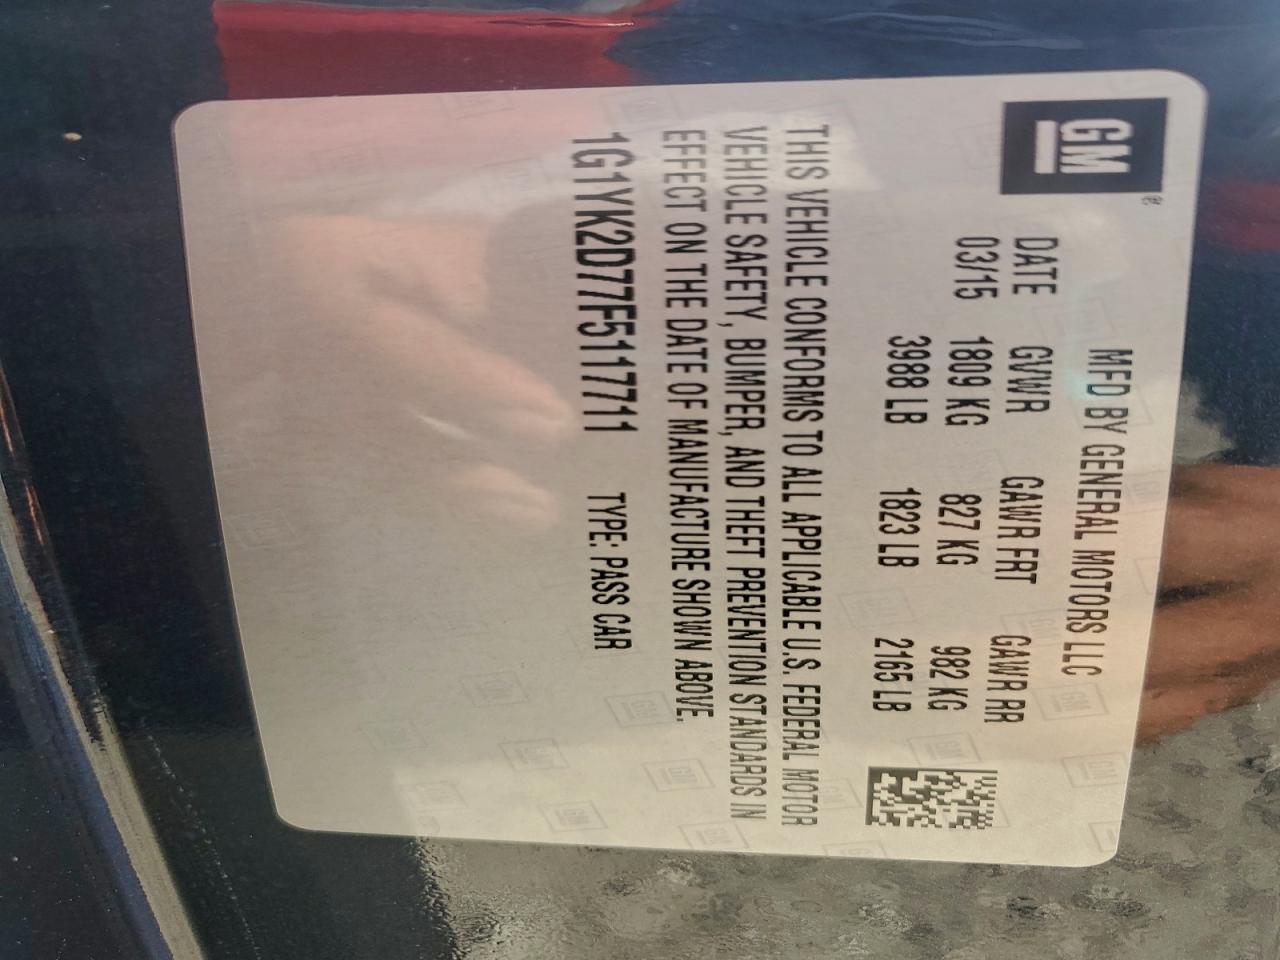 GM
MFD BY GENERAL MOTORS LLC
DATE GVWR GAWR FRT GAWR RR
03/15 1809 KG 827 KG 982 KG
3988 LB 1823 LB 2165 LB
THIS VEHICLE CONFORMS TO ALL APPLICABLE U.S. FEDERAL MOTOR
VEHICLE SAFETY, BUMPER, AND THEFT PREVENTION STANDARDS IN
EFFECT ON THE DATE OF MANUFACTURE SHOWN ABOVE.
1G1YK2D77F5117711 TYPE: PASS CAR